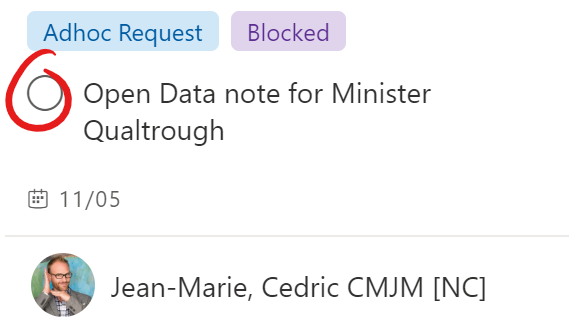 Adhoc Request Blocked
Open Data note for Minister
Qualtrough
11/05
Jean-Marie, Cedric CMJM [NC]